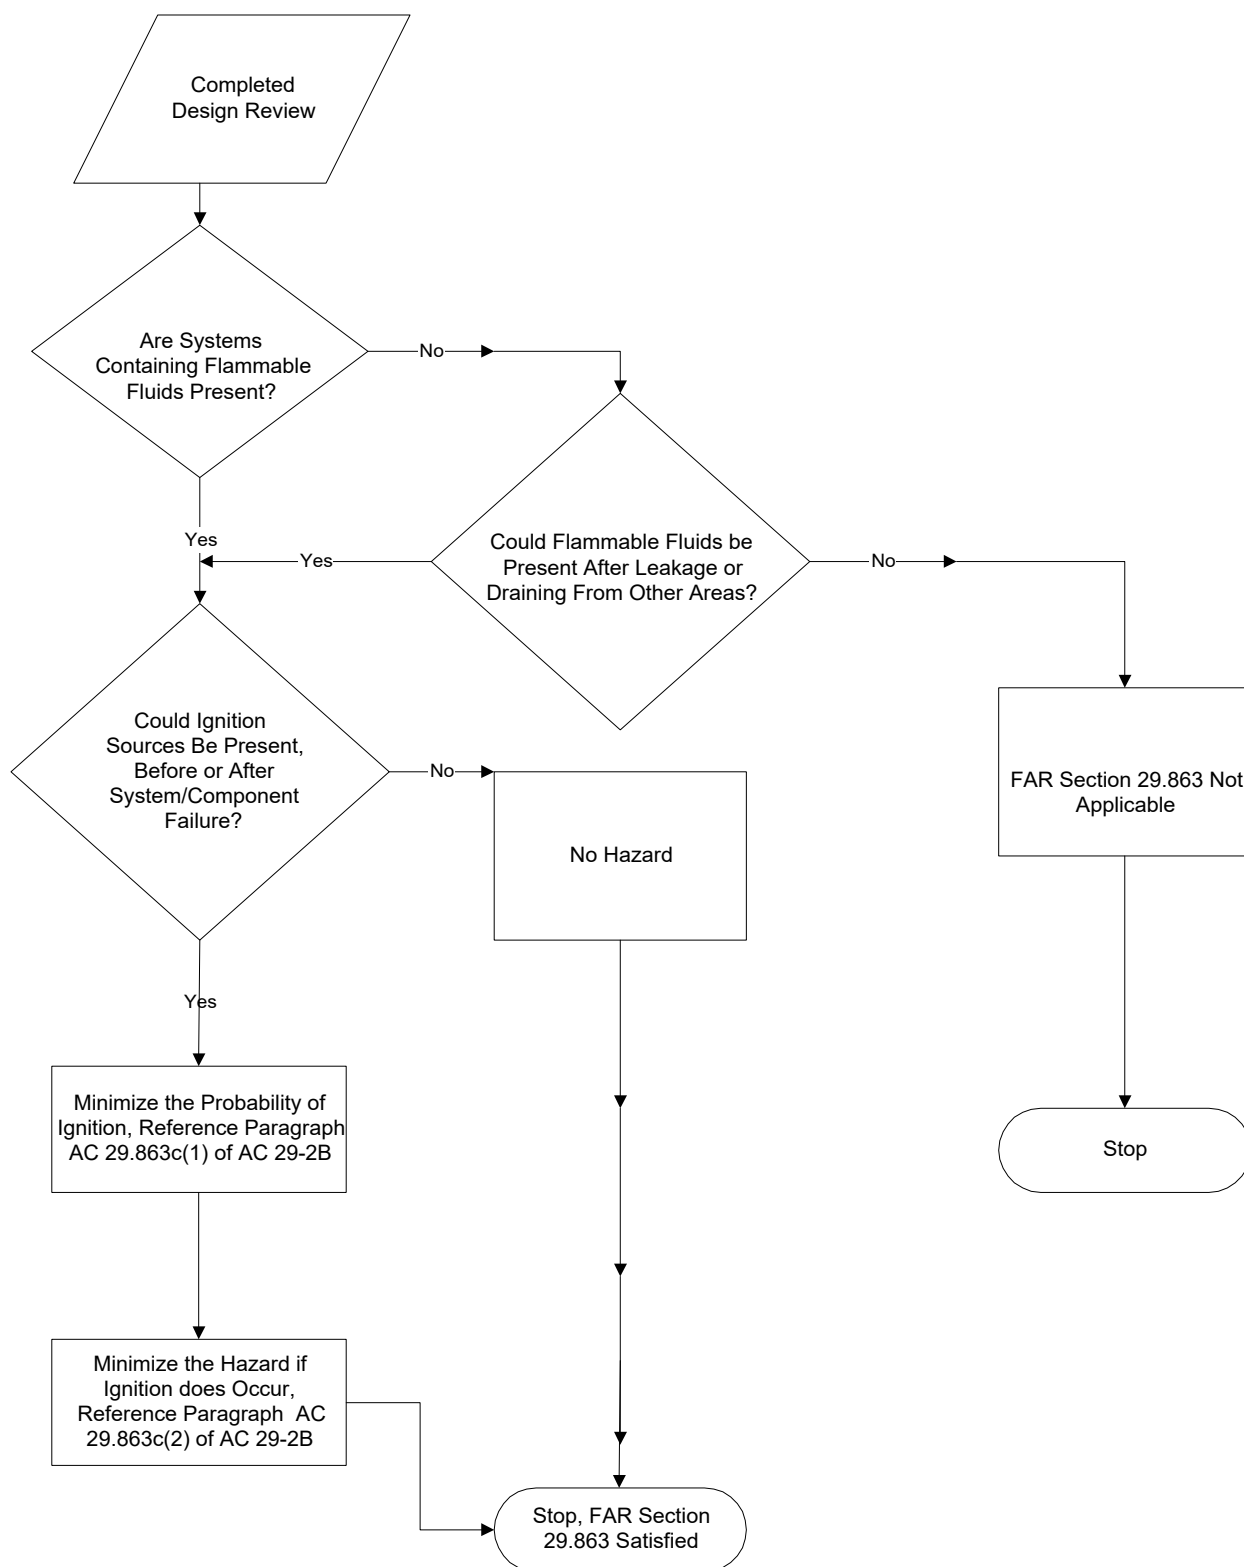 Completed
Design Review
Are Systems
Containing Flammable
Fluids Present?
No
Yes
Could Flammable Fluids be
Present After Leakage or
Draining From Other Areas?
Yes
No
Could Ignition
Sources Be Present,
Before or After
System/Component
Failure?
No
No Hazard
FAR Section 29.863 Not
Applicable
Yes
Minimize the Probability of
Ignition, Reference Paragraph
AC 29.863c(1) of AC 29-2B
Stop
Minimize the Hazard if
Ignition does Occur,
Reference Paragraph AC
29.863c(2) of AC 29-2B
Stop, FAR Section
29.863 Satisfied